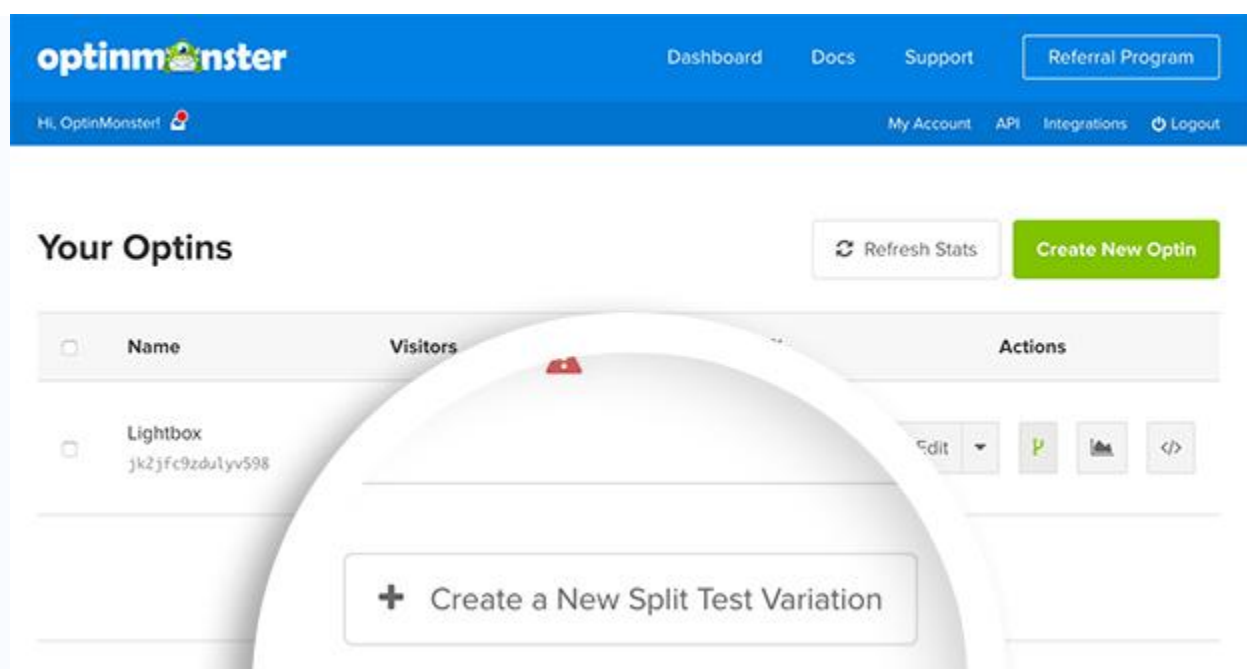 optinmonster
Dashboard Docs Support Referral Program
Hi, OptinMonster! My Account API Integrations Logout
Your Optins
Refresh Stats Create New Optin
Name Visitors Actions
Lightbox
jk2jfc9zdulyv598
Edit </>
+ Create a New Split Test Variation